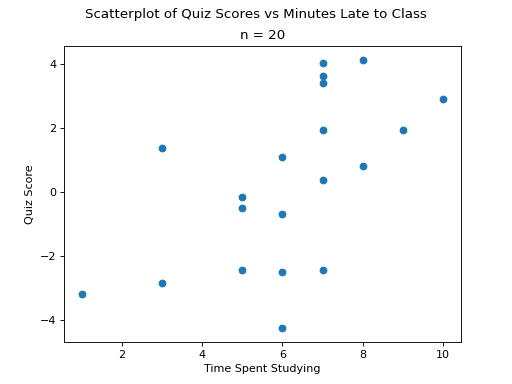 Scatterplot of Quiz Scores vs Minutes Late to Class
n = 20
4
2
0
−2
−4
Quiz Score
2 4 6 8 10
Time Spent Studying